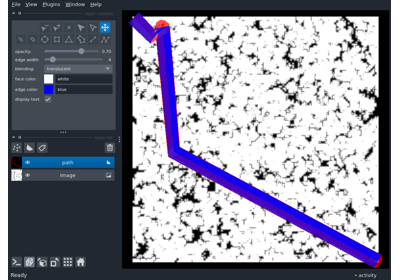 File View Plugins Window Help
opacity: 0.70
edge width:
blending: translucent
face color: white
edge color: blue
display text:
path
Image
Ready
activity